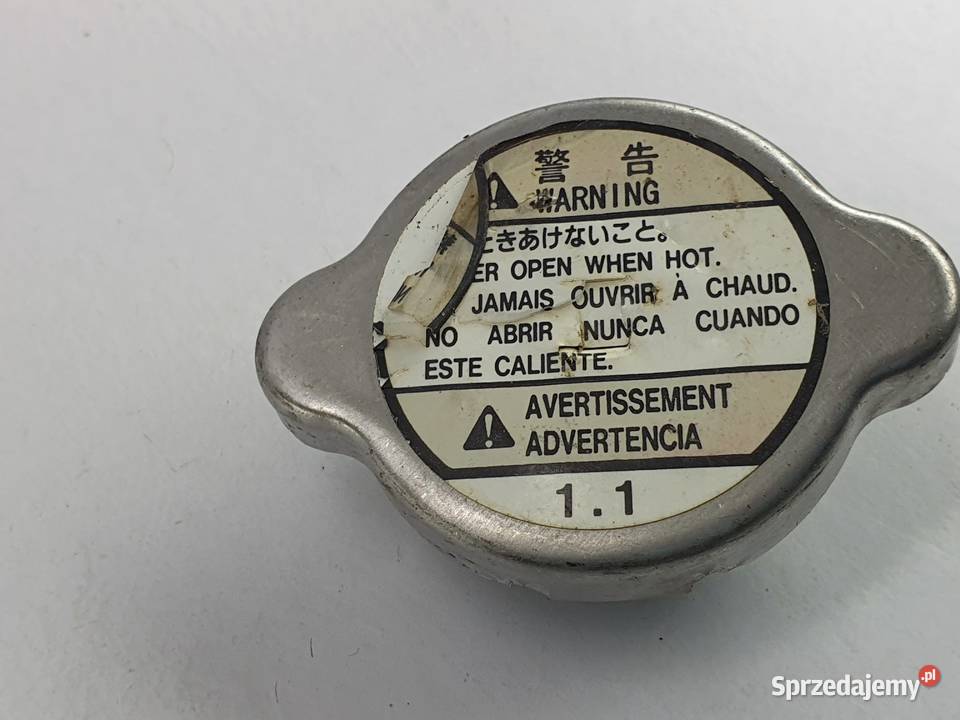 警告
WARNING
ときあけないこと。
ER OPEN WHEN HOT.
JAMAIS OUVRIR À CHAUD.
NO ABRIR NUNCA CUANDO
ESTE CALIENTE.
AVERTISSEMENT
ADVERTENCIA
1.1
Sprzedajemy.pl